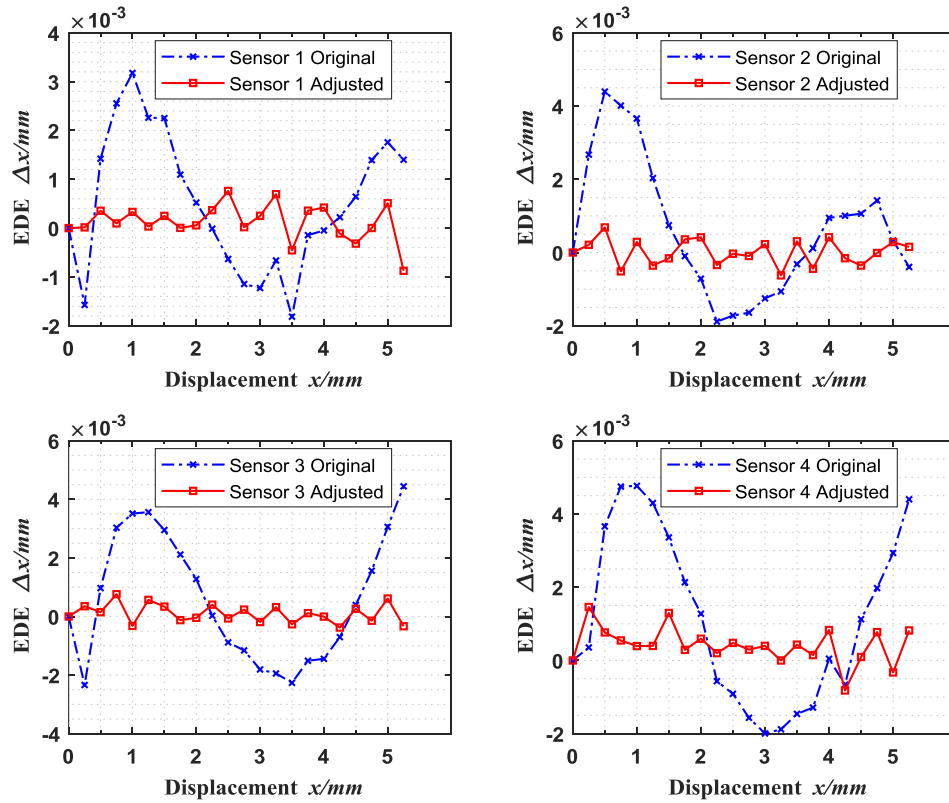 ×10⁻³
4
3
2
1
0
-1
-2
EDE Δx/mm
Sensor 1 Original
Sensor 1 Adjusted
0 1 2 3 4 5
Displacement x/mm
×10⁻³
6
4
2
0
-2
EDE Δx/mm
Sensor 2 Original
Sensor 2 Adjusted
0 1 2 3 4 5
Displacement x/mm
×10⁻³
6
4
2
0
-2
-4
EDE Δx/mm
Sensor 3 Original
Sensor 3 Adjusted
0 1 2 3 4 5
Displacement x/mm
×10⁻³
6
4
2
0
-2
EDE Δx/mm
Sensor 4 Original
Sensor 4 Adjusted
0 1 2 3 4 5
Displacement x/mm